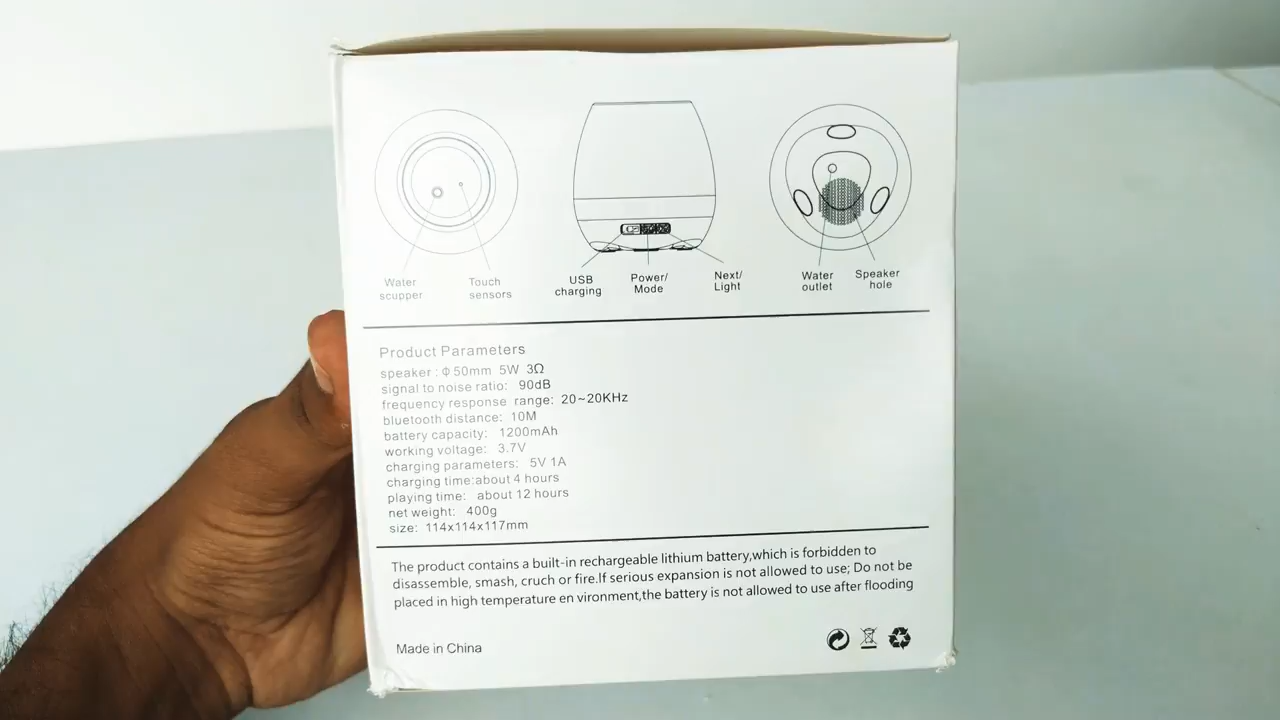 Water
scupper
Touch
sensors
USB
charging
Power/
Mode
Next/
Light
Water
outlet
Speaker
hole
Product Parameters
speaker : Φ50mm 5W 3Ω
signal to noise ratio: 90dB
frequency response range: 20~20KHz
bluetooth distance: 10M
battery capacity: 1200mAh
working voltage: 3.7V
charging parameters: 5V 1A
charging time:about 4 hours
playing time: about 12 hours
net weight: 400g
size: 114x114x117mm
The product contains a built-in rechargeable lithium battery,which is forbidden to
disassemble, smash, cruch or fire.If serious expansion is not allowed to use; Do not be
placed in high temperature en vironment,the battery is not allowed to use after flooding
Made in China